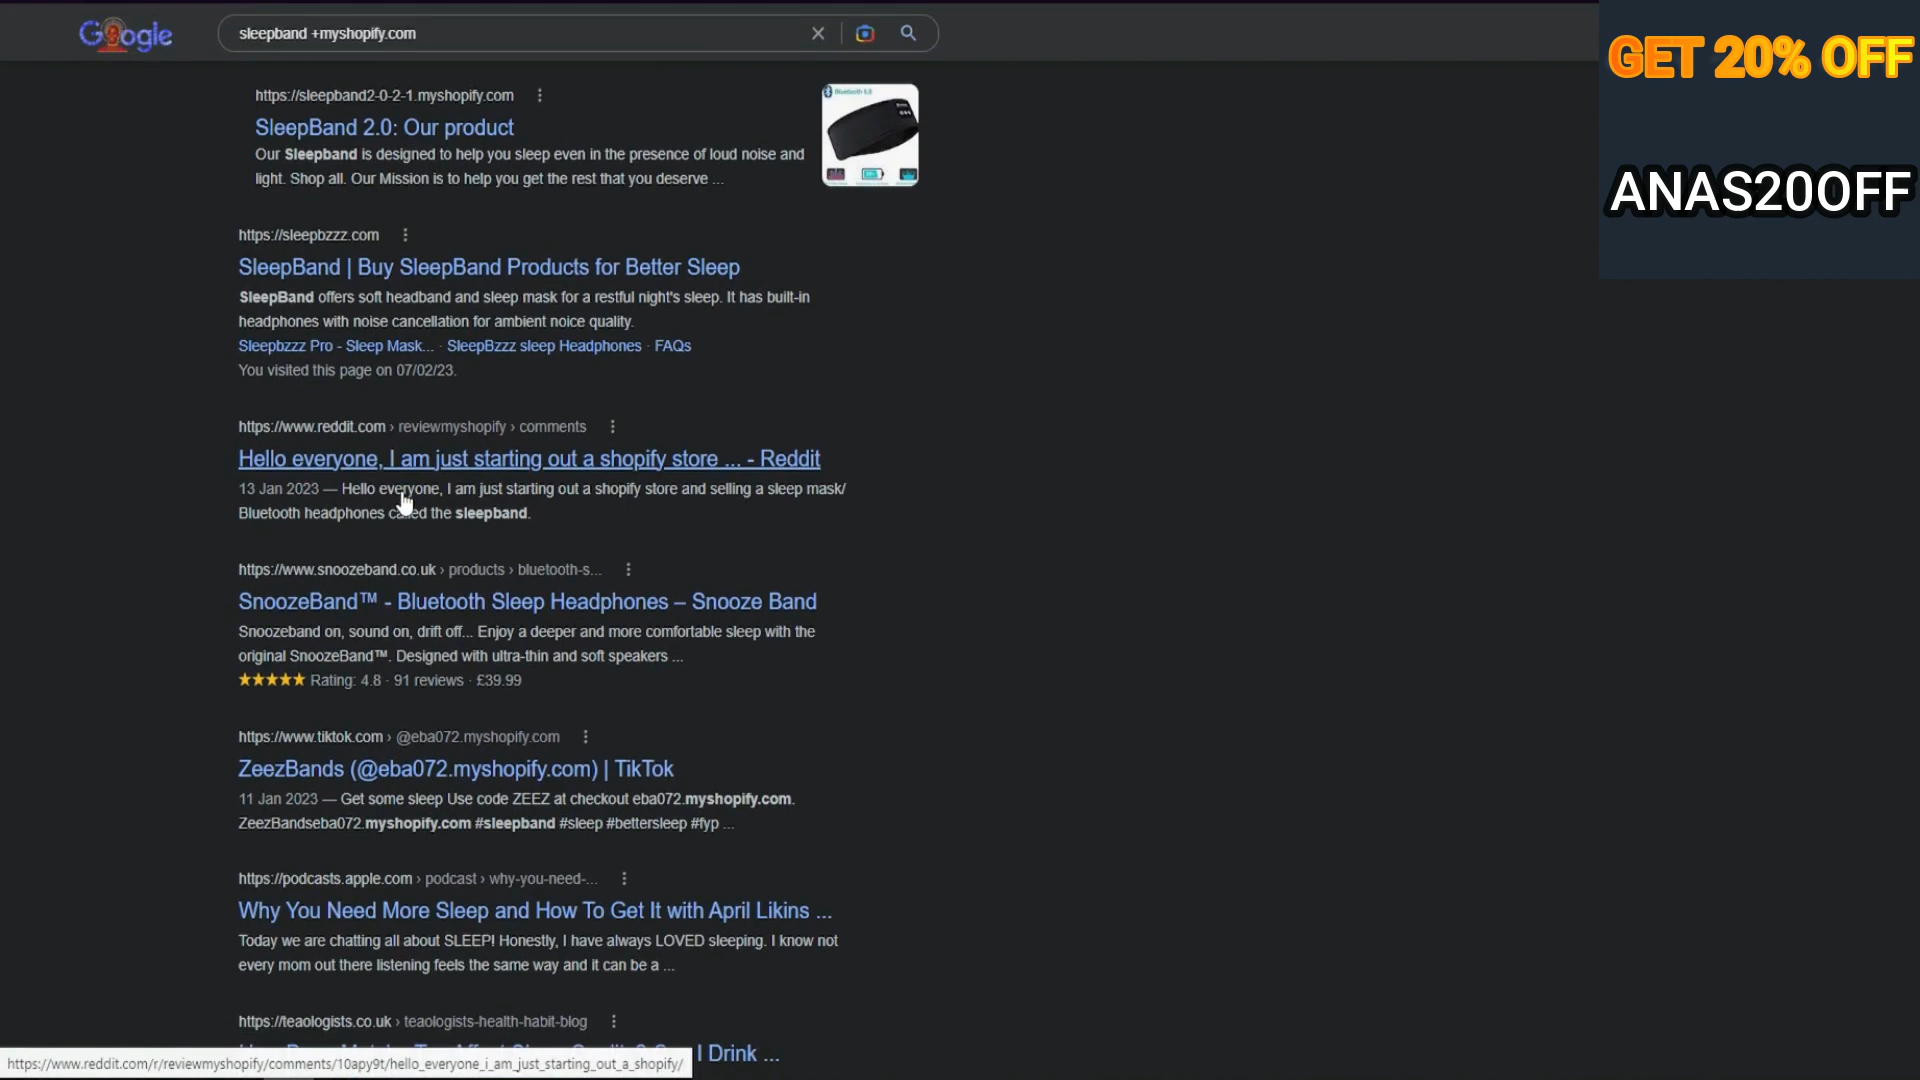 Google
sleepband +myshopify.com
GET 20% OFF
ANAS20OFF
https://sleepband2-0-2-1.myshopify.com
SleepBand 2.0: Our product
Our Sleepband is designed to help you sleep even in the presence of loud noise and
light. Shop all. Our Mission is to help you get the rest that you deserve ...
Bluetooth 5.0
https://sleepbzzz.com
SleepBand | Buy SleepBand Products for Better Sleep
SleepBand offers soft headband and sleep mask for a restful night's sleep. It has built-in
headphones with noise cancellation for ambient noice quality.
Sleepbzzz Pro - Sleep Mask... · SleepBzzz sleep Headphones · FAQs
You visited this page on 07/02/23.
https://www.reddit.com › reviewmyshopify › comments
Hello everyone, I am just starting out a shopify store ... - Reddit
13 Jan 2023 — Hello everyone, I am just starting out a shopify store and selling a sleep mask/
Bluetooth headphones called the sleepband.
https://www.snoozeband.co.uk › products › bluetooth-s...
SnoozeBand™ - Bluetooth Sleep Headphones – Snooze Band
Snoozeband on, sound on, drift off... Enjoy a deeper and more comfortable sleep with the
original SnoozeBand™. Designed with ultra-thin and soft speakers ...
★★★★★ Rating: 4.8 · 91 reviews · £39.99
https://www.tiktok.com › @eba072.myshopify.com
ZeezBands (@eba072.myshopify.com) | TikTok
11 Jan 2023 — Get some sleep Use code ZEEZ at checkout eba072.myshopify.com.
ZeezBandseba072.myshopify.com #sleepband #sleep #bettersleep #fyp ...
https://podcasts.apple.com › podcast › why-you-need-...
Why You Need More Sleep and How To Get It with April Likins ...
Today we are chatting all about SLEEP! Honestly, I have always LOVED sleeping. I know not
every mom out there listening feels the same way and it can be a ...
https://teaologists.co.uk › teaologists-health-habit-blog
I Drink ...
https://www.reddit.com/r/reviewmyshopify/comments/10apy9t/hello_everyone_i_am_just_starting_out_a_shopify/